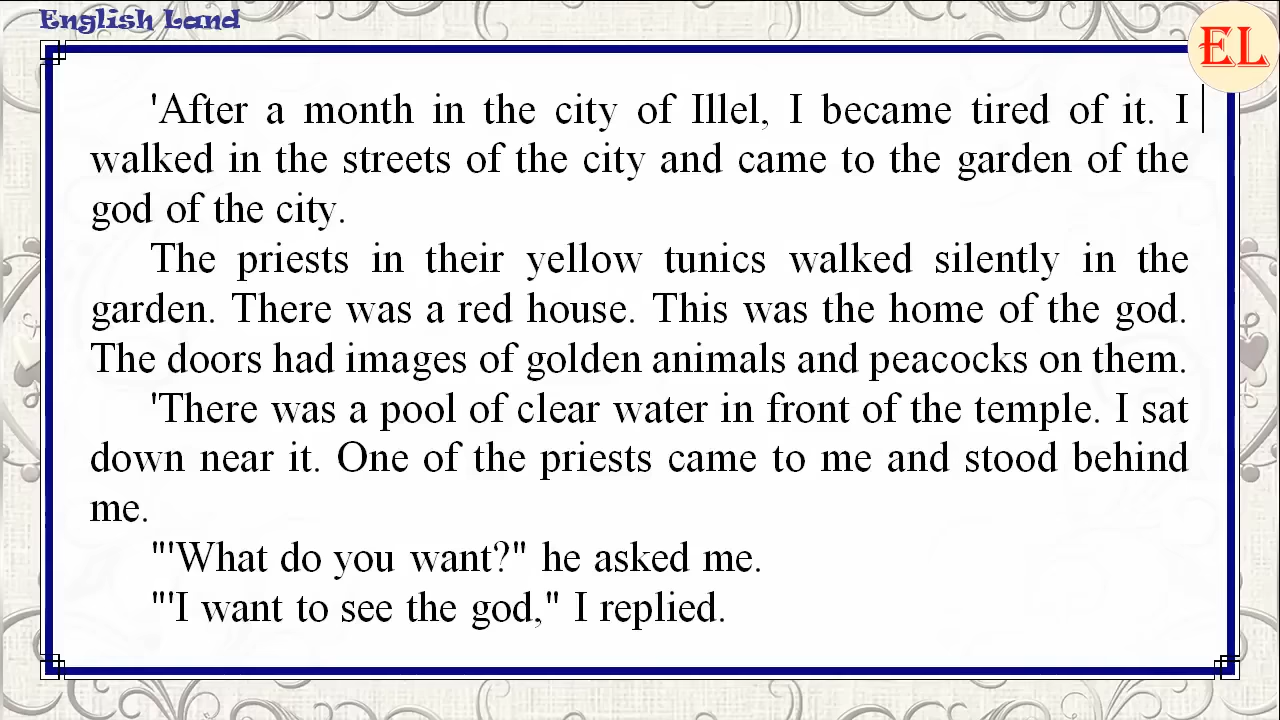 English Land
EL
'After a month in the city of Illel, I became tired of it. I
walked in the streets of the city and came to the garden of the
god of the city.
The priests in their yellow tunics walked silently in the
garden. There was a red house. This was the home of the god.
The doors had images of golden animals and peacocks on them.
'There was a pool of clear water in front of the temple. I sat
down near it. One of the priests came to me and stood behind
me.
"'What do you want?" he asked me.
"'I want to see the god," I replied.